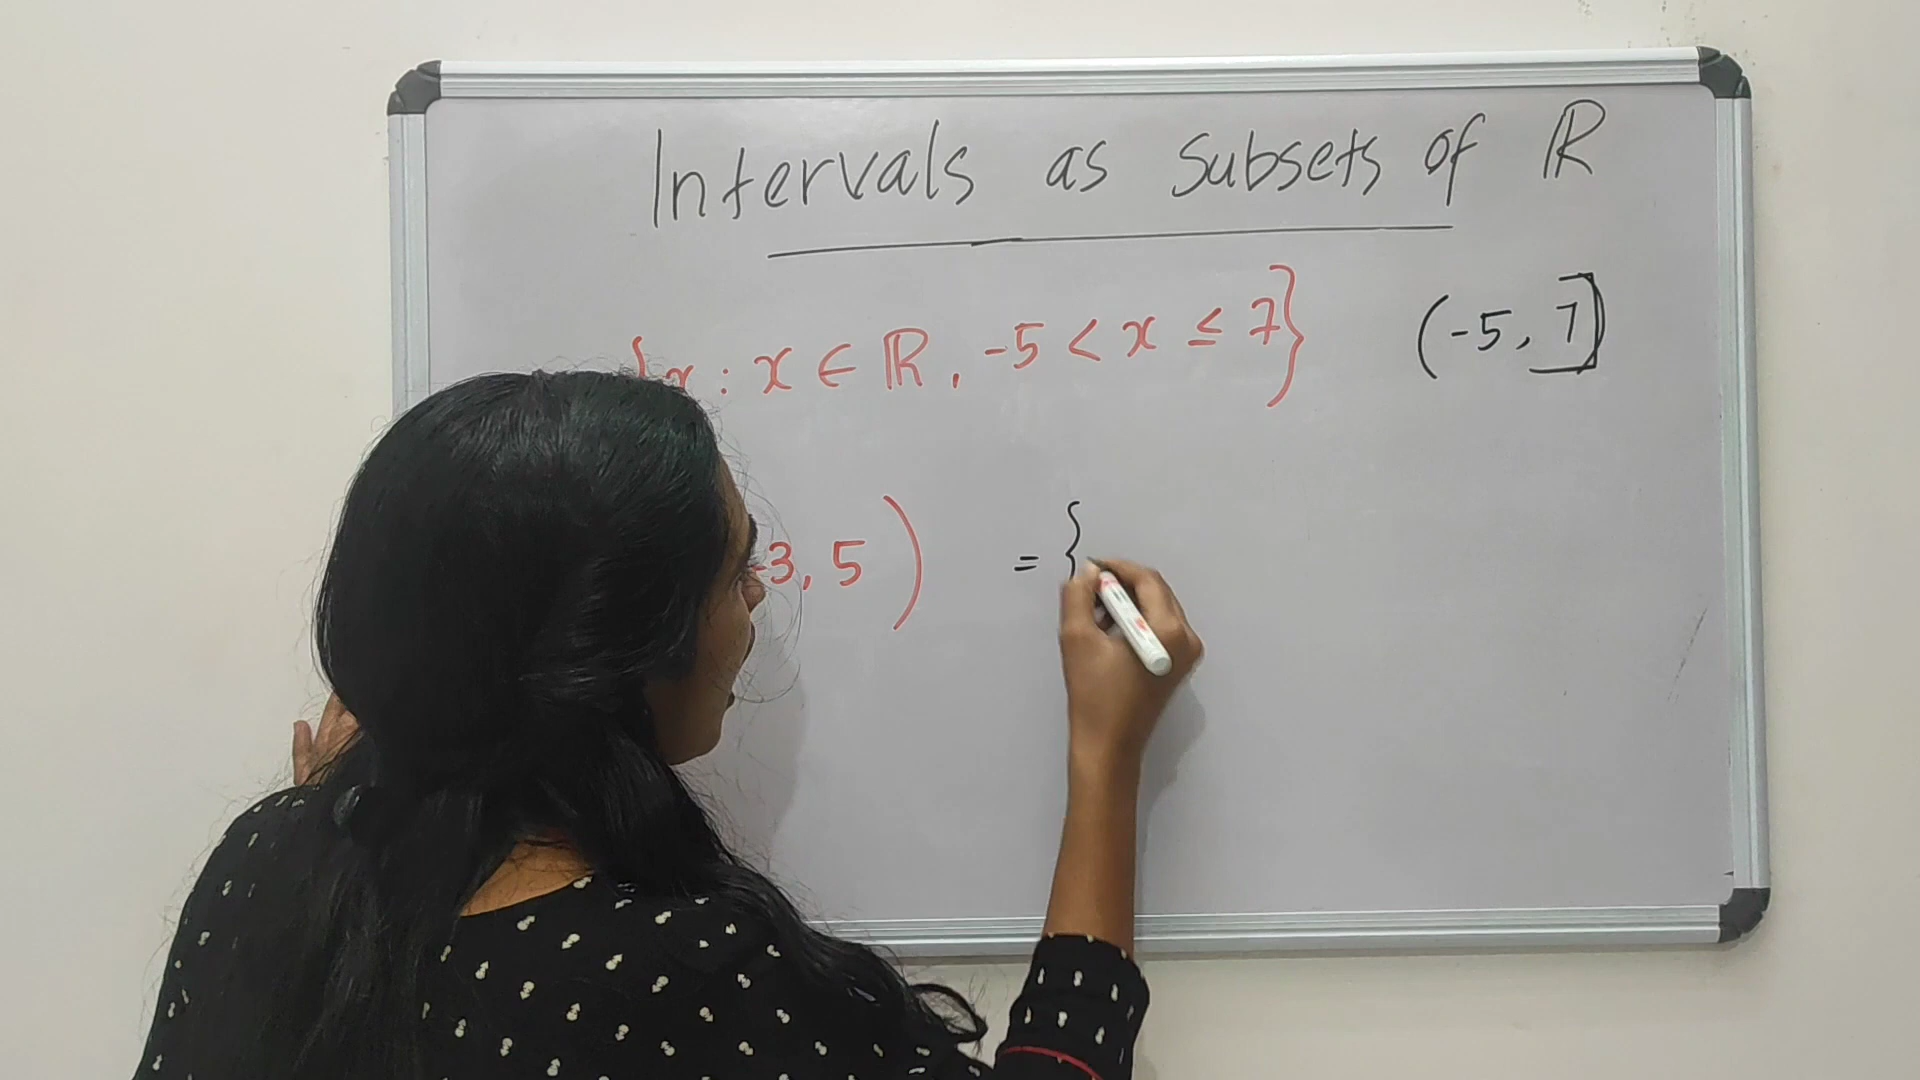 Intervals as subsets of ℝ
{x : x ∈ ℝ, -5 < x ≤ 7} (-5, 7]
-3, 5) = {